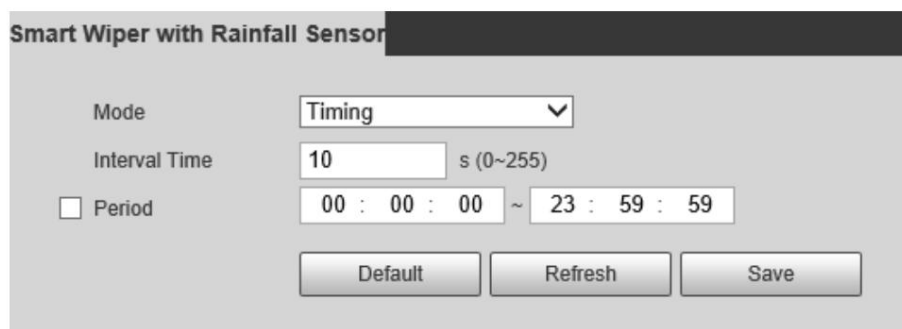 Smart Wiper with Rainfall Sensor
Mode Timing
Interval Time 10 s (0~255)
Period 00 : 00 : 00 ~ 23 : 59 : 59
Default Refresh Save